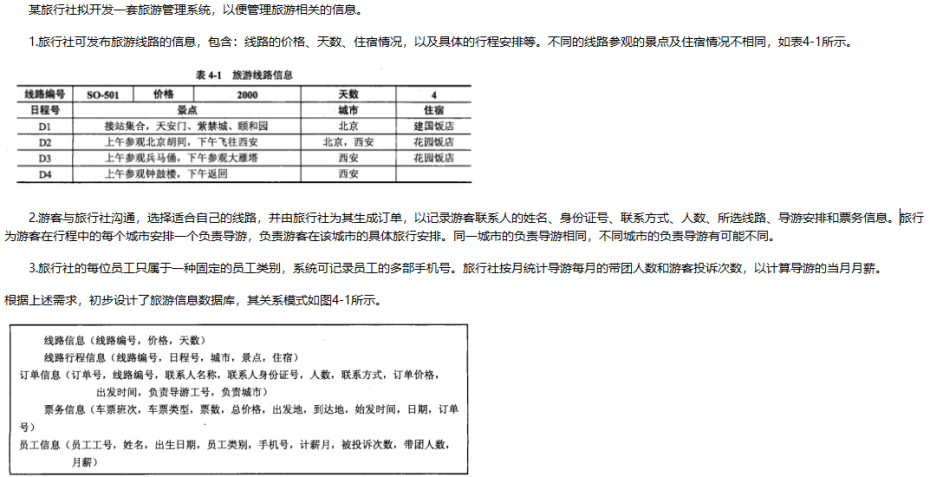 某旅行社拟开发一套旅游管理系统，以便管理旅游相关的信息。
1.旅行社可发布旅游线路的信息，包含：线路的价格、天数、住宿情况，以及具体的行程安排等。不同的线路参观的景点及住宿情况不相同，如表4-1所示。
表 4-1 旅游线路信息
线路编号 SO-501 价格 2000 天数 4
日程号 景点 城市 住宿
D1 接站集合，天安门、紫禁城、颐和园 北京 建国饭店
D2 上午参观北京胡同，下午飞往西安 北京，西安 花园饭店
D3 上午参观兵马俑，下午参观大雁塔 西安 花园饭店
D4 上午参观钟鼓楼，下午返回 西安
2.游客与旅行社沟通，选择适合自己的线路，并由旅行社为其生成订单，以记录游客联系人的姓名、身份证号、联系方式、人数、所选线路、导游安排和票务信息。旅行
为游客在行程中的每个城市安排一个负责导游，负责游客在该城市的具体旅行安排。同一城市的负责导游相同，不同城市的负责导游有可能不同。
3.旅行社的每位员工只属于一种固定的员工类别，系统可记录员工的多部手机号。旅行社按月统计导游每月的带团人数和游客投诉次数，以计算导游的当月月薪。
根据上述需求，初步设计了旅游信息数据库，其关系模式如图4-1所示。
线路信息（线路编号，价格，天数）
线路行程信息（线路编号，日程号，城市，景点，住宿）
订单信息（订单号，线路编号，联系人名称，联系人身份证号，人数，联系方式，订单价格，
出发时间，负责导游工号，负责城市）
票务信息（车票班次，车票类型，票数，总价格，出发地，到达地，始发时间，日期，订单
号）
员工信息（员工工号，姓名，出生日期，员工类别，手机号，计薪月，被投诉次数，带团人数，
月薪）